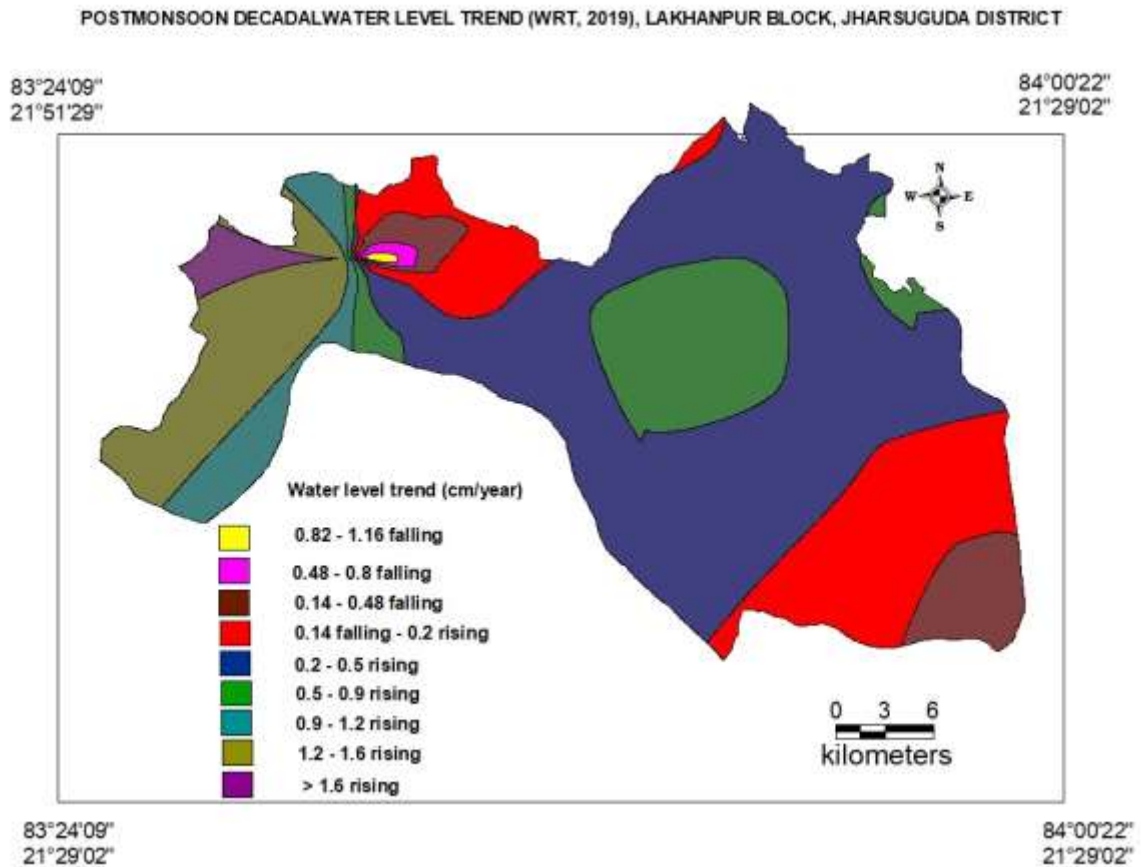 POSTMONSOON DECADALWATER LEVEL TREND (WRT, 2019), LAKHANPUR BLOCK, JHARSUGUDA DISTRICT
83°24'09"
21°51'29"
84°00'22"
21°29'02"
N
W E
S
Water level trend (cm/year)
0.82 - 1.16 falling
0.48 - 0.8 falling
0.14 - 0.48 falling
0.14 falling - 0.2 rising
0.2 - 0.5 rising
0.5 - 0.9 rising
0.9 - 1.2 rising
1.2 - 1.6 rising
> 1.6 rising
0 3 6
kilometers
83°24'09"
21°29'02"
84°00'22"
21°29'02"